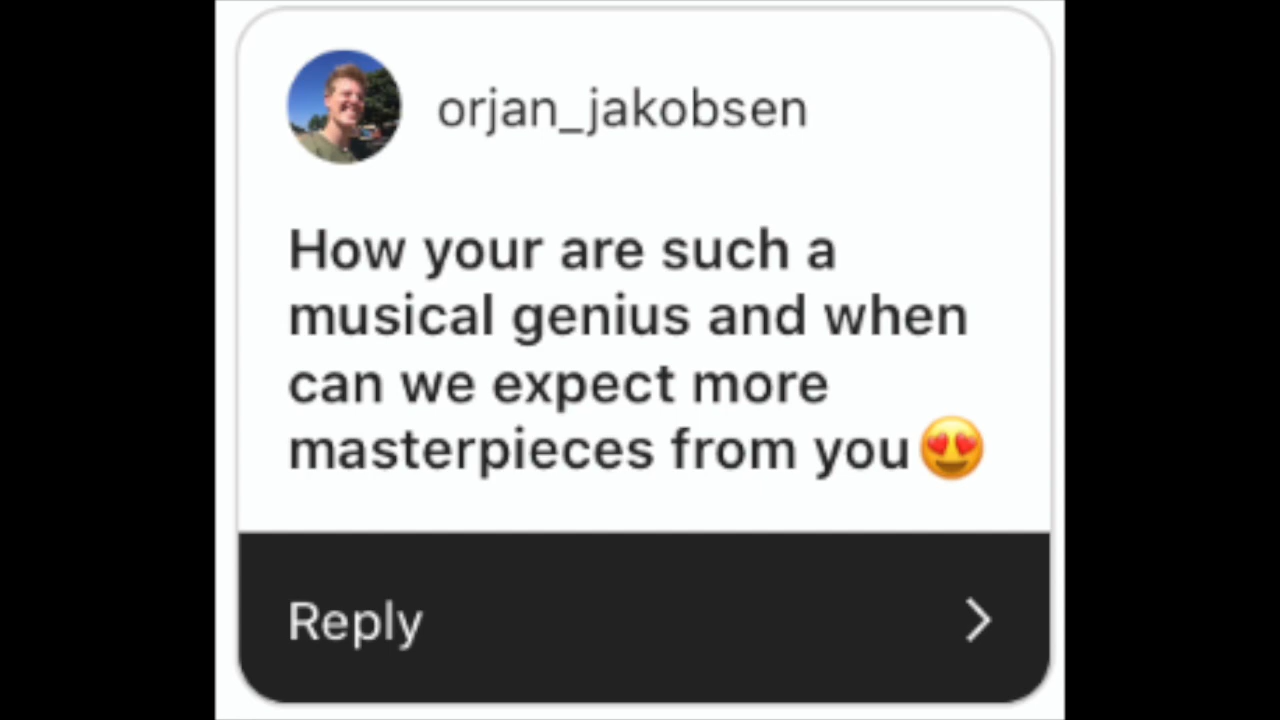 orjan_jakobsen
How your are such a
musical genius and when
can we expect more
masterpieces from you😍
Reply